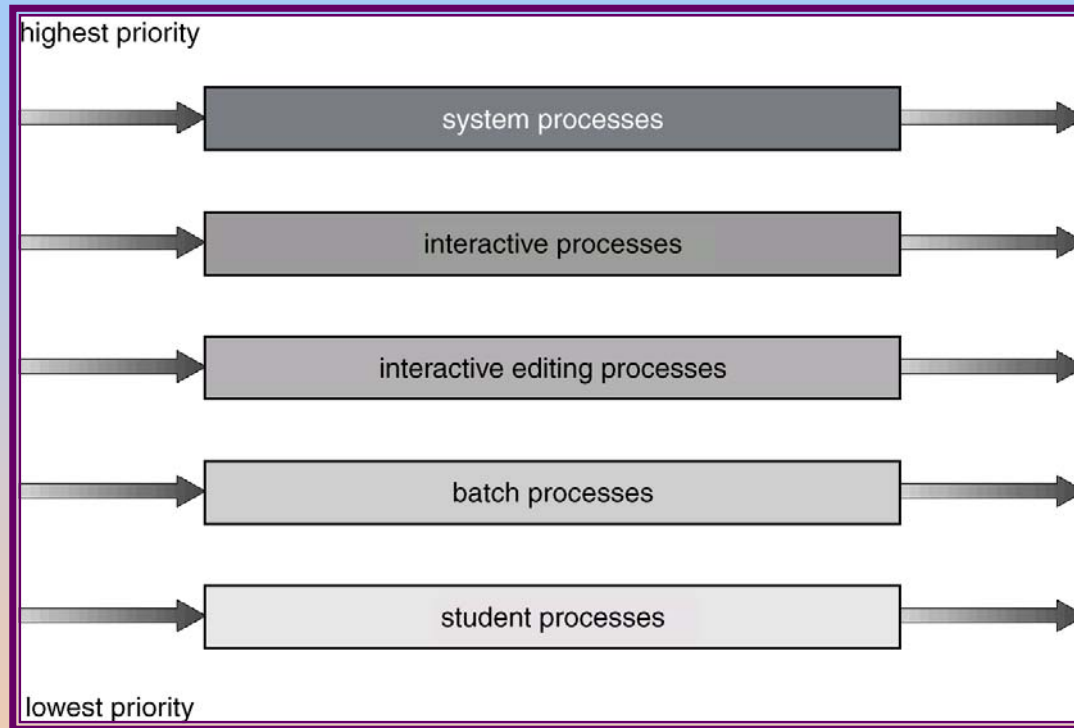 highest priority
system processes
interactive processes
interactive editing processes
batch processes
student processes
lowest priority